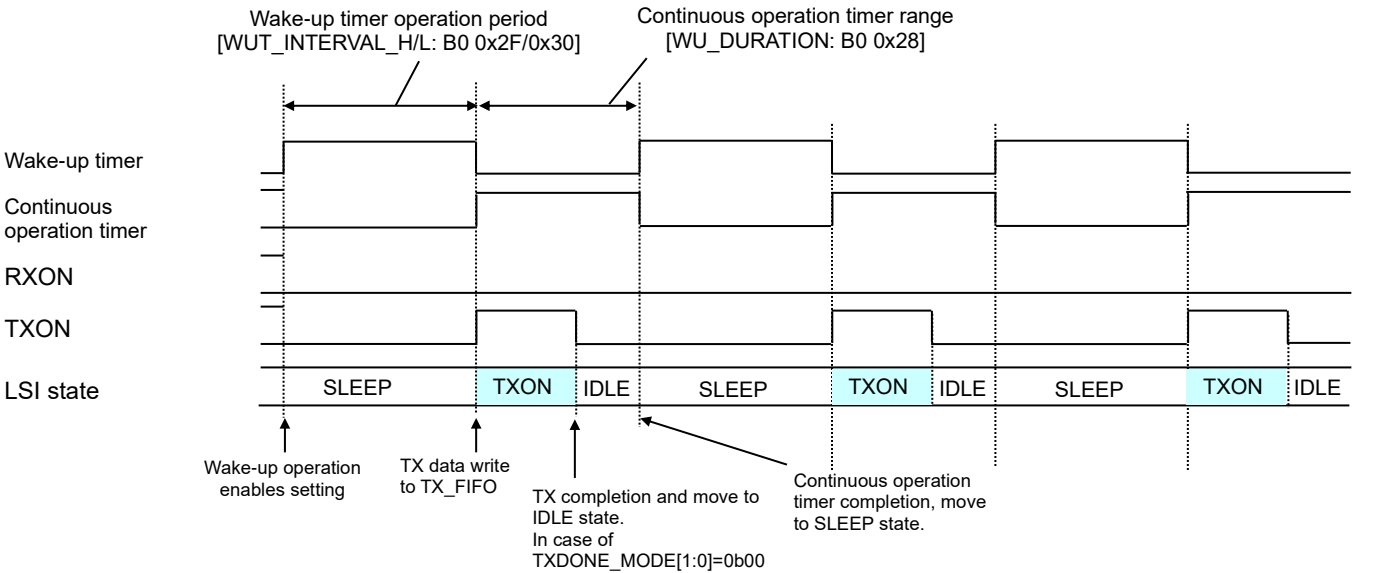 Wake-up timer operation period
[WUT_INTERVAL_H/L: B0 0x2F/0x30]
Continuous operation timer range
[WU_DURATION: B0 0x28]
Wake-up timer
Continuous
operation timer
RXON
TXON
LSI state
SLEEP
TXON
IDLE
SLEEP
TXON
IDLE
SLEEP
TXON
IDLE
Wake-up operation
enables setting
TX data write
to TX_FIFO
TX completion and move to
IDLE state.
In case of
TXDONE_MODE[1:0]=0b00
Continuous operation
timer completion, move
to SLEEP state.